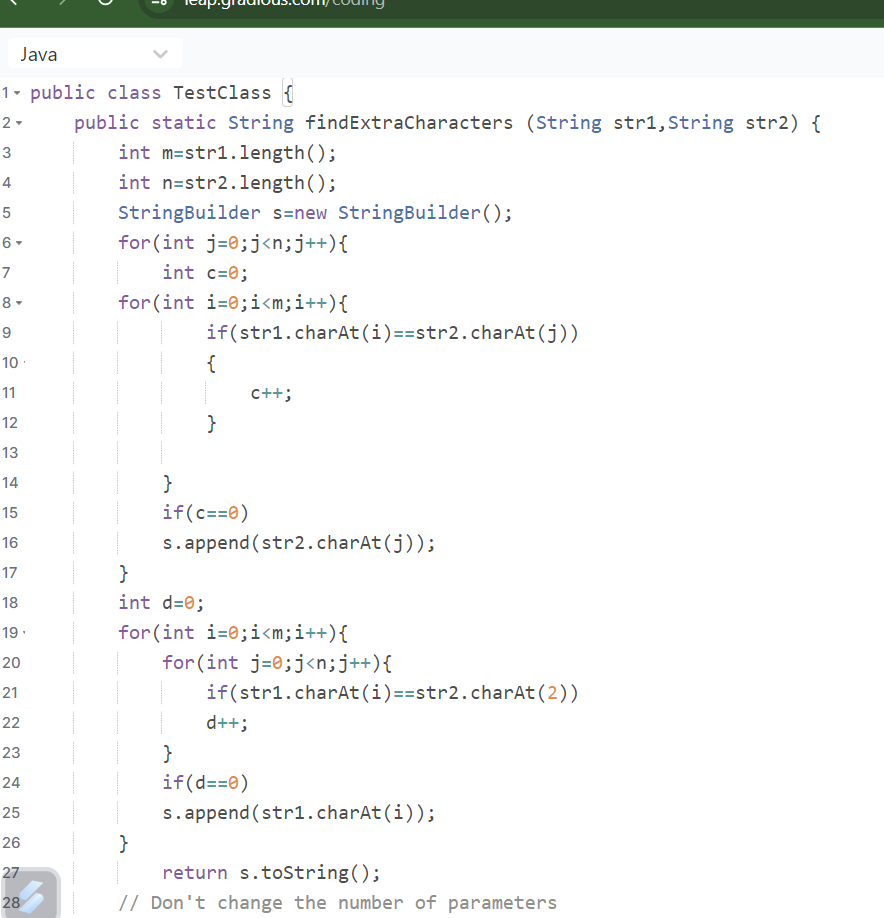 leap.gradious.com/coding
Java
1 public class TestClass {
2 public static String findExtraCharacters (String str1,String str2) {
3 int m=str1.length();
4 int n=str2.length();
5 StringBuilder s=new StringBuilder();
6 for(int j=0;j<n;j++){
7 int c=0;
8 for(int i=0;i<m;i++){
9 if(str1.charAt(i)==str2.charAt(j))
10 {
11 c++;
12 }
13
14 }
15 if(c==0)
16 s.append(str2.charAt(j));
17 }
18 int d=0;
19 for(int i=0;i<m;i++){
20 for(int j=0;j<n;j++){
21 if(str1.charAt(i)==str2.charAt(2))
22 d++;
23 }
24 if(d==0)
25 s.append(str1.charAt(i));
26 }
27 return s.toString();
28 // Don't change the number of parameters